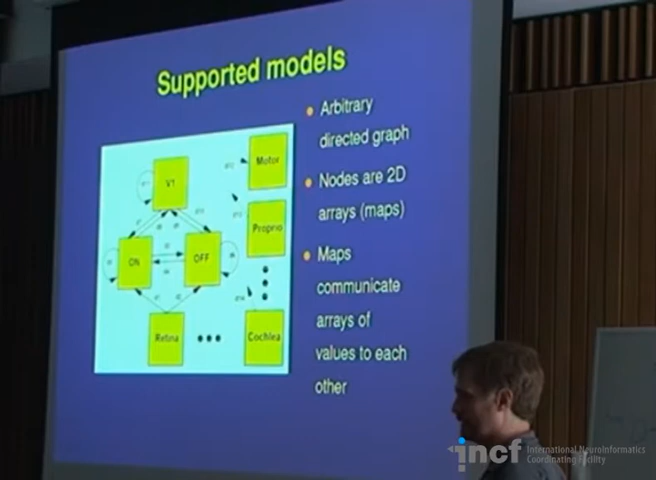 Supported models
Arbitrary
directed graph
Nodes are 2D
arrays (maps)
Maps
communicate
arrays of
values to each
other
V1
Motor
Proprio
ON
OFF
Retina
Cochlea
incf International Neuroinformatics
Coordinating Facility